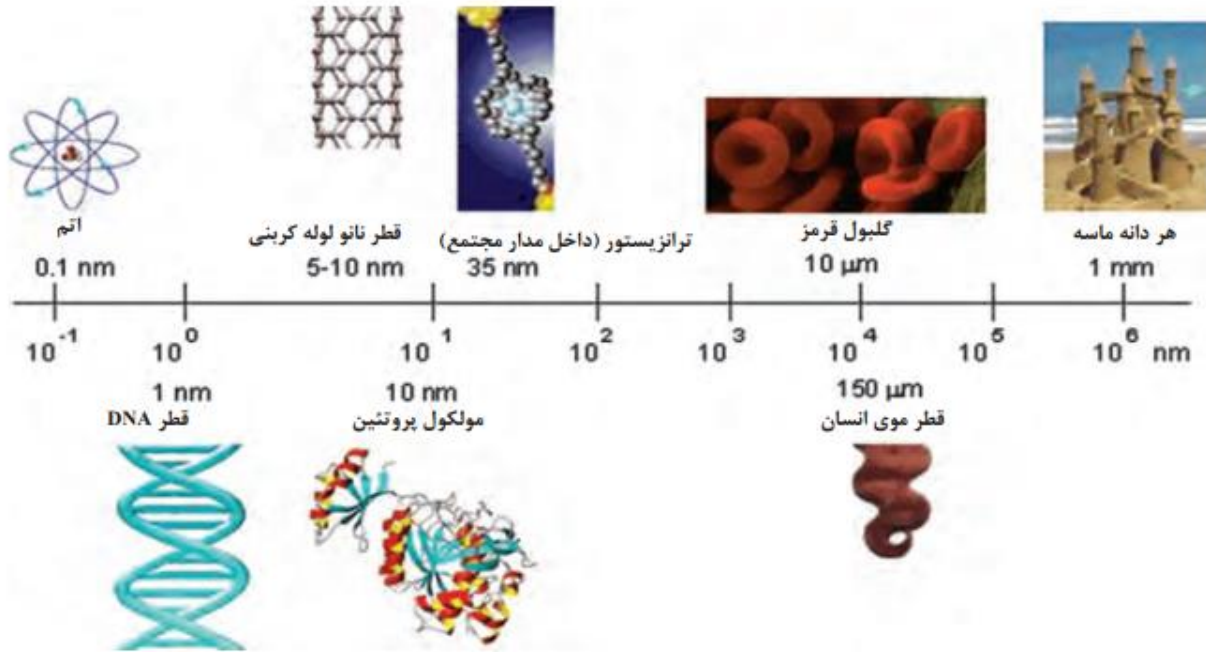 اتم
0.1 nm
قطر نانو لوله کربنی
5-10 nm
ترانزیستور (داخل مدار مجتمع)
35 nm
گلبول قرمز
10 µm
هر دانه ماسه
1 mm
10⁻¹ 10⁰ 10¹ 10² 10³ 10⁴ 10⁵ 10⁶ nm
1 nm
قطر DNA
10 nm
مولکول پروتئین
150 µm
قطر موی انسان